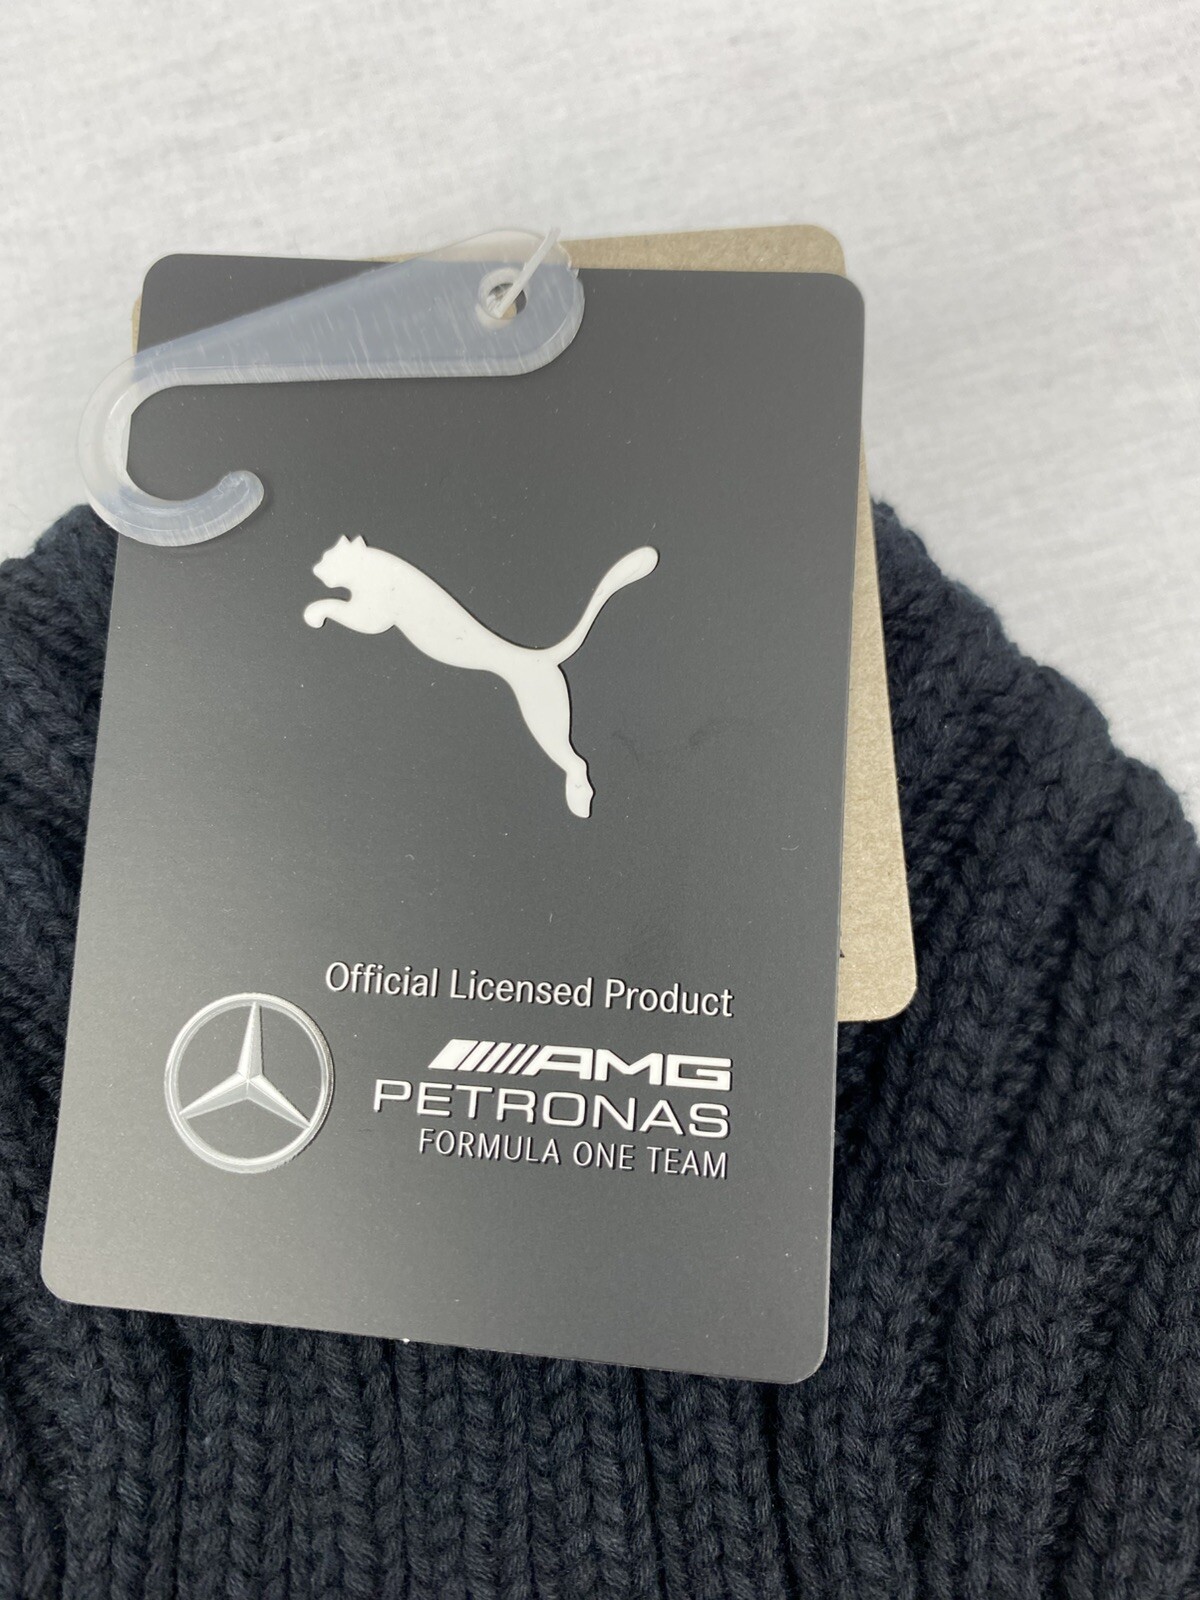 Official Licensed Product
AMG
PETRONAS
FORMULA ONE TEAM